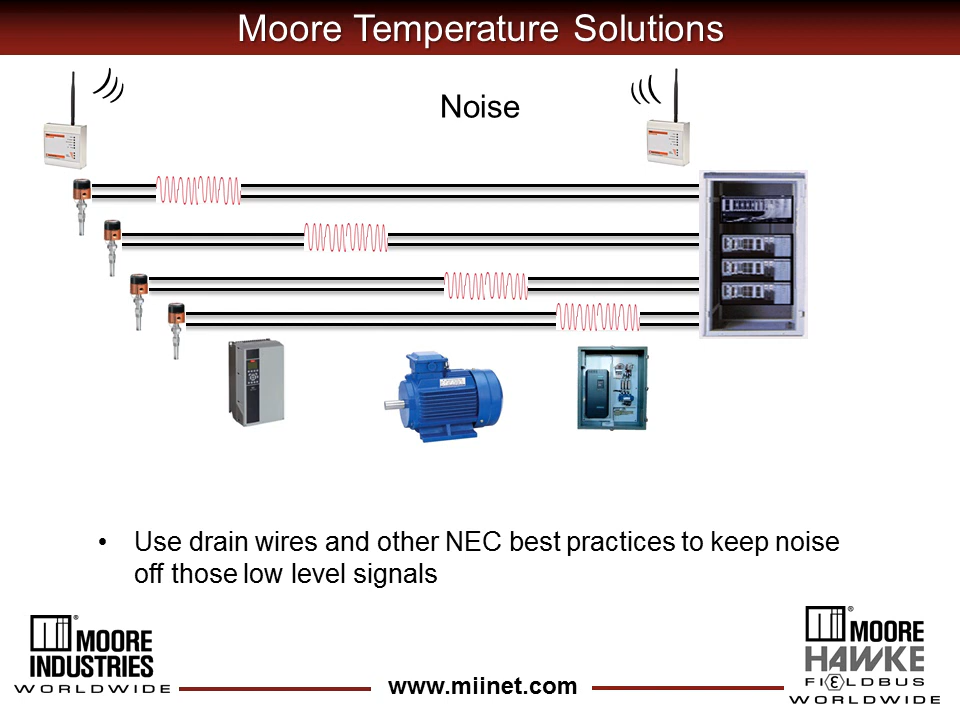 Moore Temperature Solutions
Noise
• Use drain wires and other NEC best practices to keep noise
off those low level signals
MOORE
INDUSTRIES
WORLDWIDE
www.miinet.com
MOORE
HAWKE
FIELDBUS
WORLDWIDE